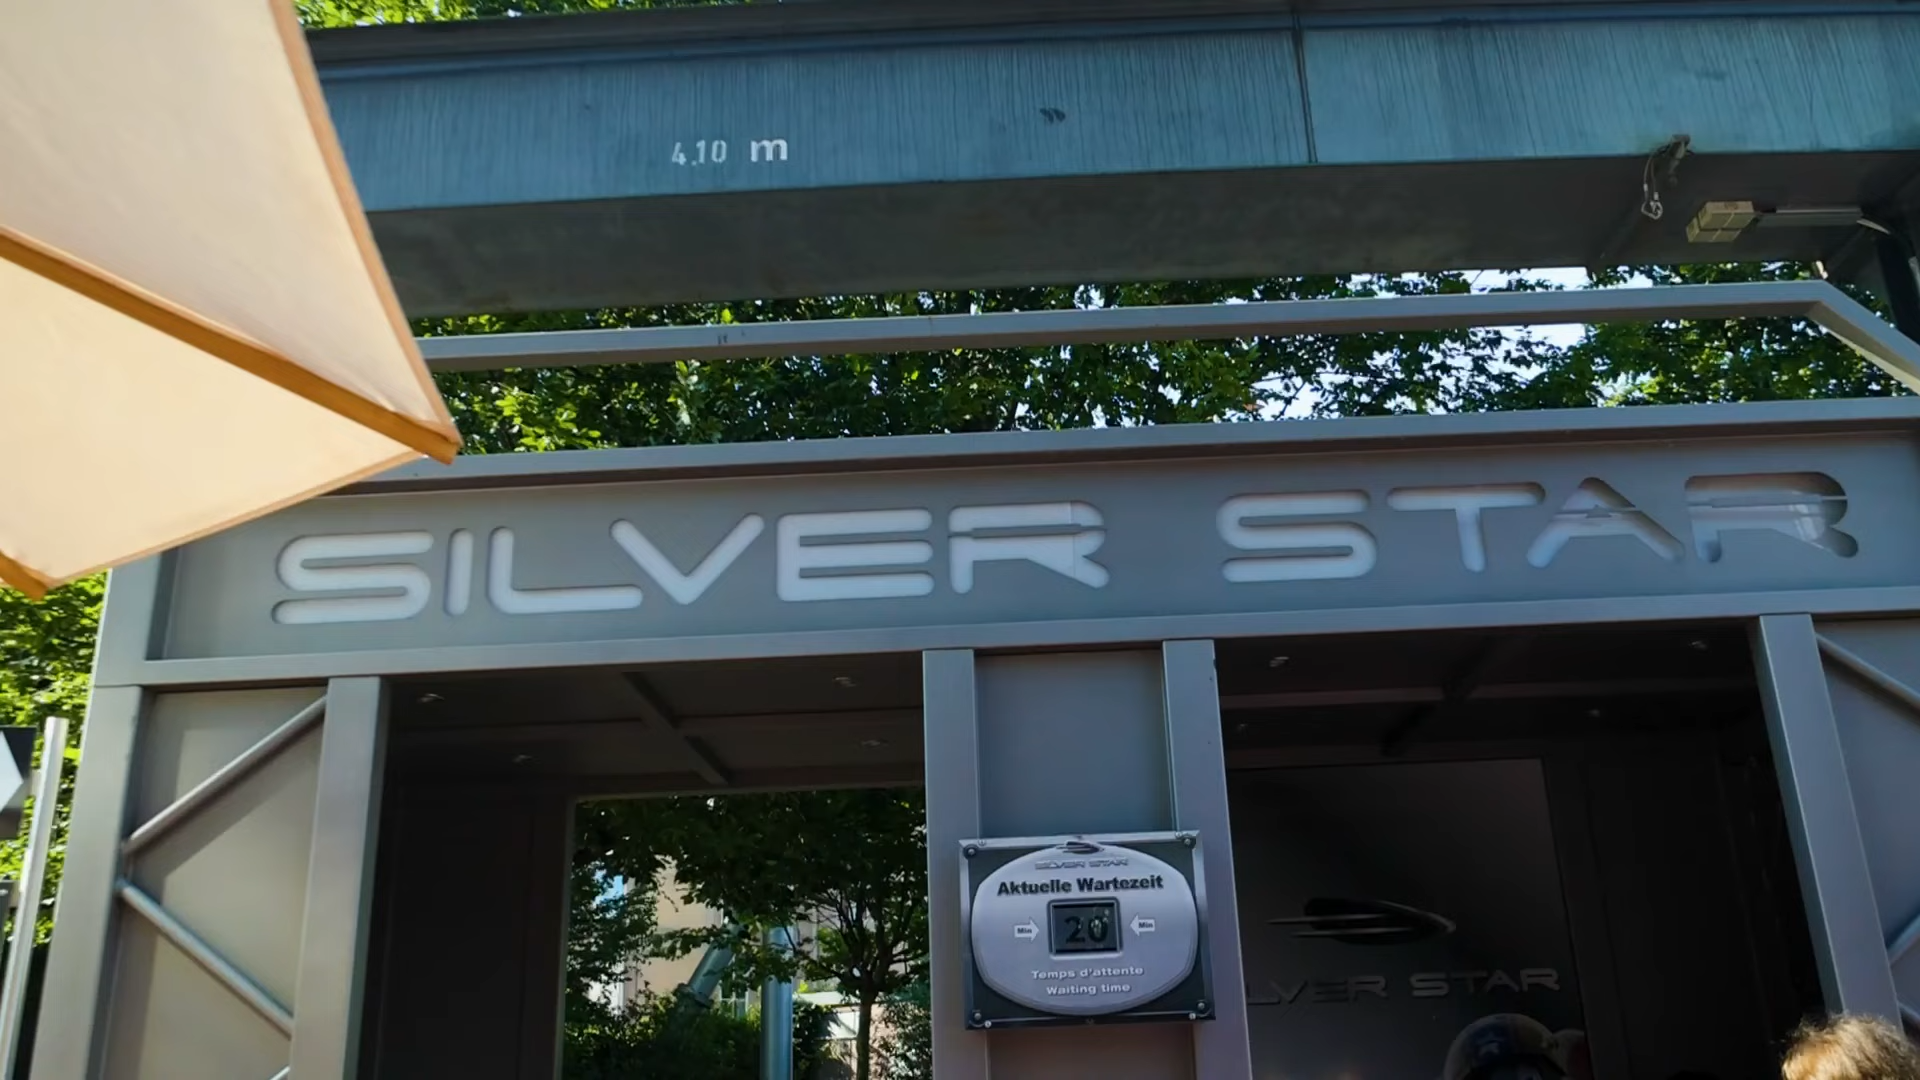 4.10 m
SILVER STAR
SILVER STAR
Aktuelle Wartezeit
Min 20 Min
Temps d'attente
Waiting time
LVER STAR